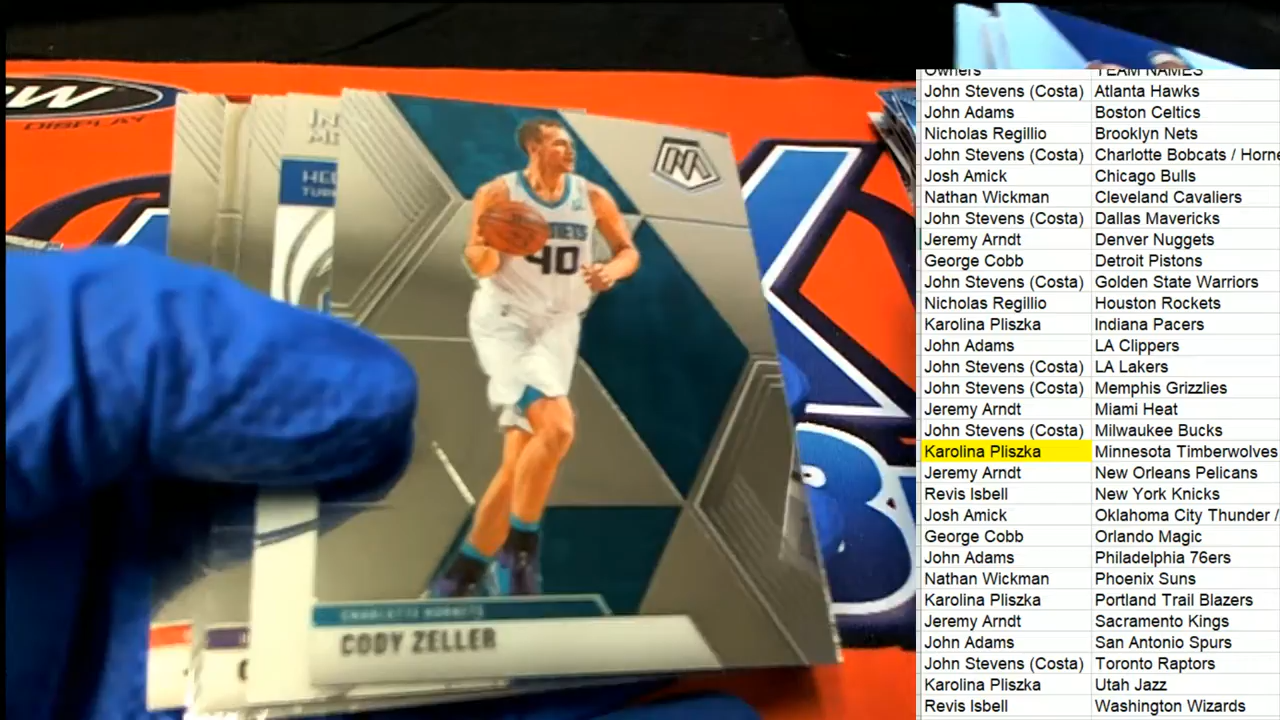 W
DISPLAY
HORNETS
40
M
CHARLOTTE HORNETS
CODY ZELLER
Owners TEAM NAMES
John Stevens (Costa) Atlanta Hawks
John Adams Boston Celtics
Nicholas Regillio Brooklyn Nets
John Stevens (Costa) Charlotte Bobcats / Horne
Josh Amick Chicago Bulls
Nathan Wickman Cleveland Cavaliers
John Stevens (Costa) Dallas Mavericks
Jeremy Arndt Denver Nuggets
George Cobb Detroit Pistons
John Stevens (Costa) Golden State Warriors
Nicholas Regillio Houston Rockets
Karolina Pliszka Indiana Pacers
John Adams LA Clippers
John Stevens (Costa) LA Lakers
John Stevens (Costa) Memphis Grizzlies
Jeremy Arndt Miami Heat
John Stevens (Costa) Milwaukee Bucks
Karolina Pliszka Minnesota Timberwolves
Jeremy Arndt New Orleans Pelicans
Revis Isbell New York Knicks
Josh Amick Oklahoma City Thunder /
George Cobb Orlando Magic
John Adams Philadelphia 76ers
Nathan Wickman Phoenix Suns
Karolina Pliszka Portland Trail Blazers
Jeremy Arndt Sacramento Kings
John Adams San Antonio Spurs
John Stevens (Costa) Toronto Raptors
Karolina Pliszka Utah Jazz
Revis Isbell Washington Wizards